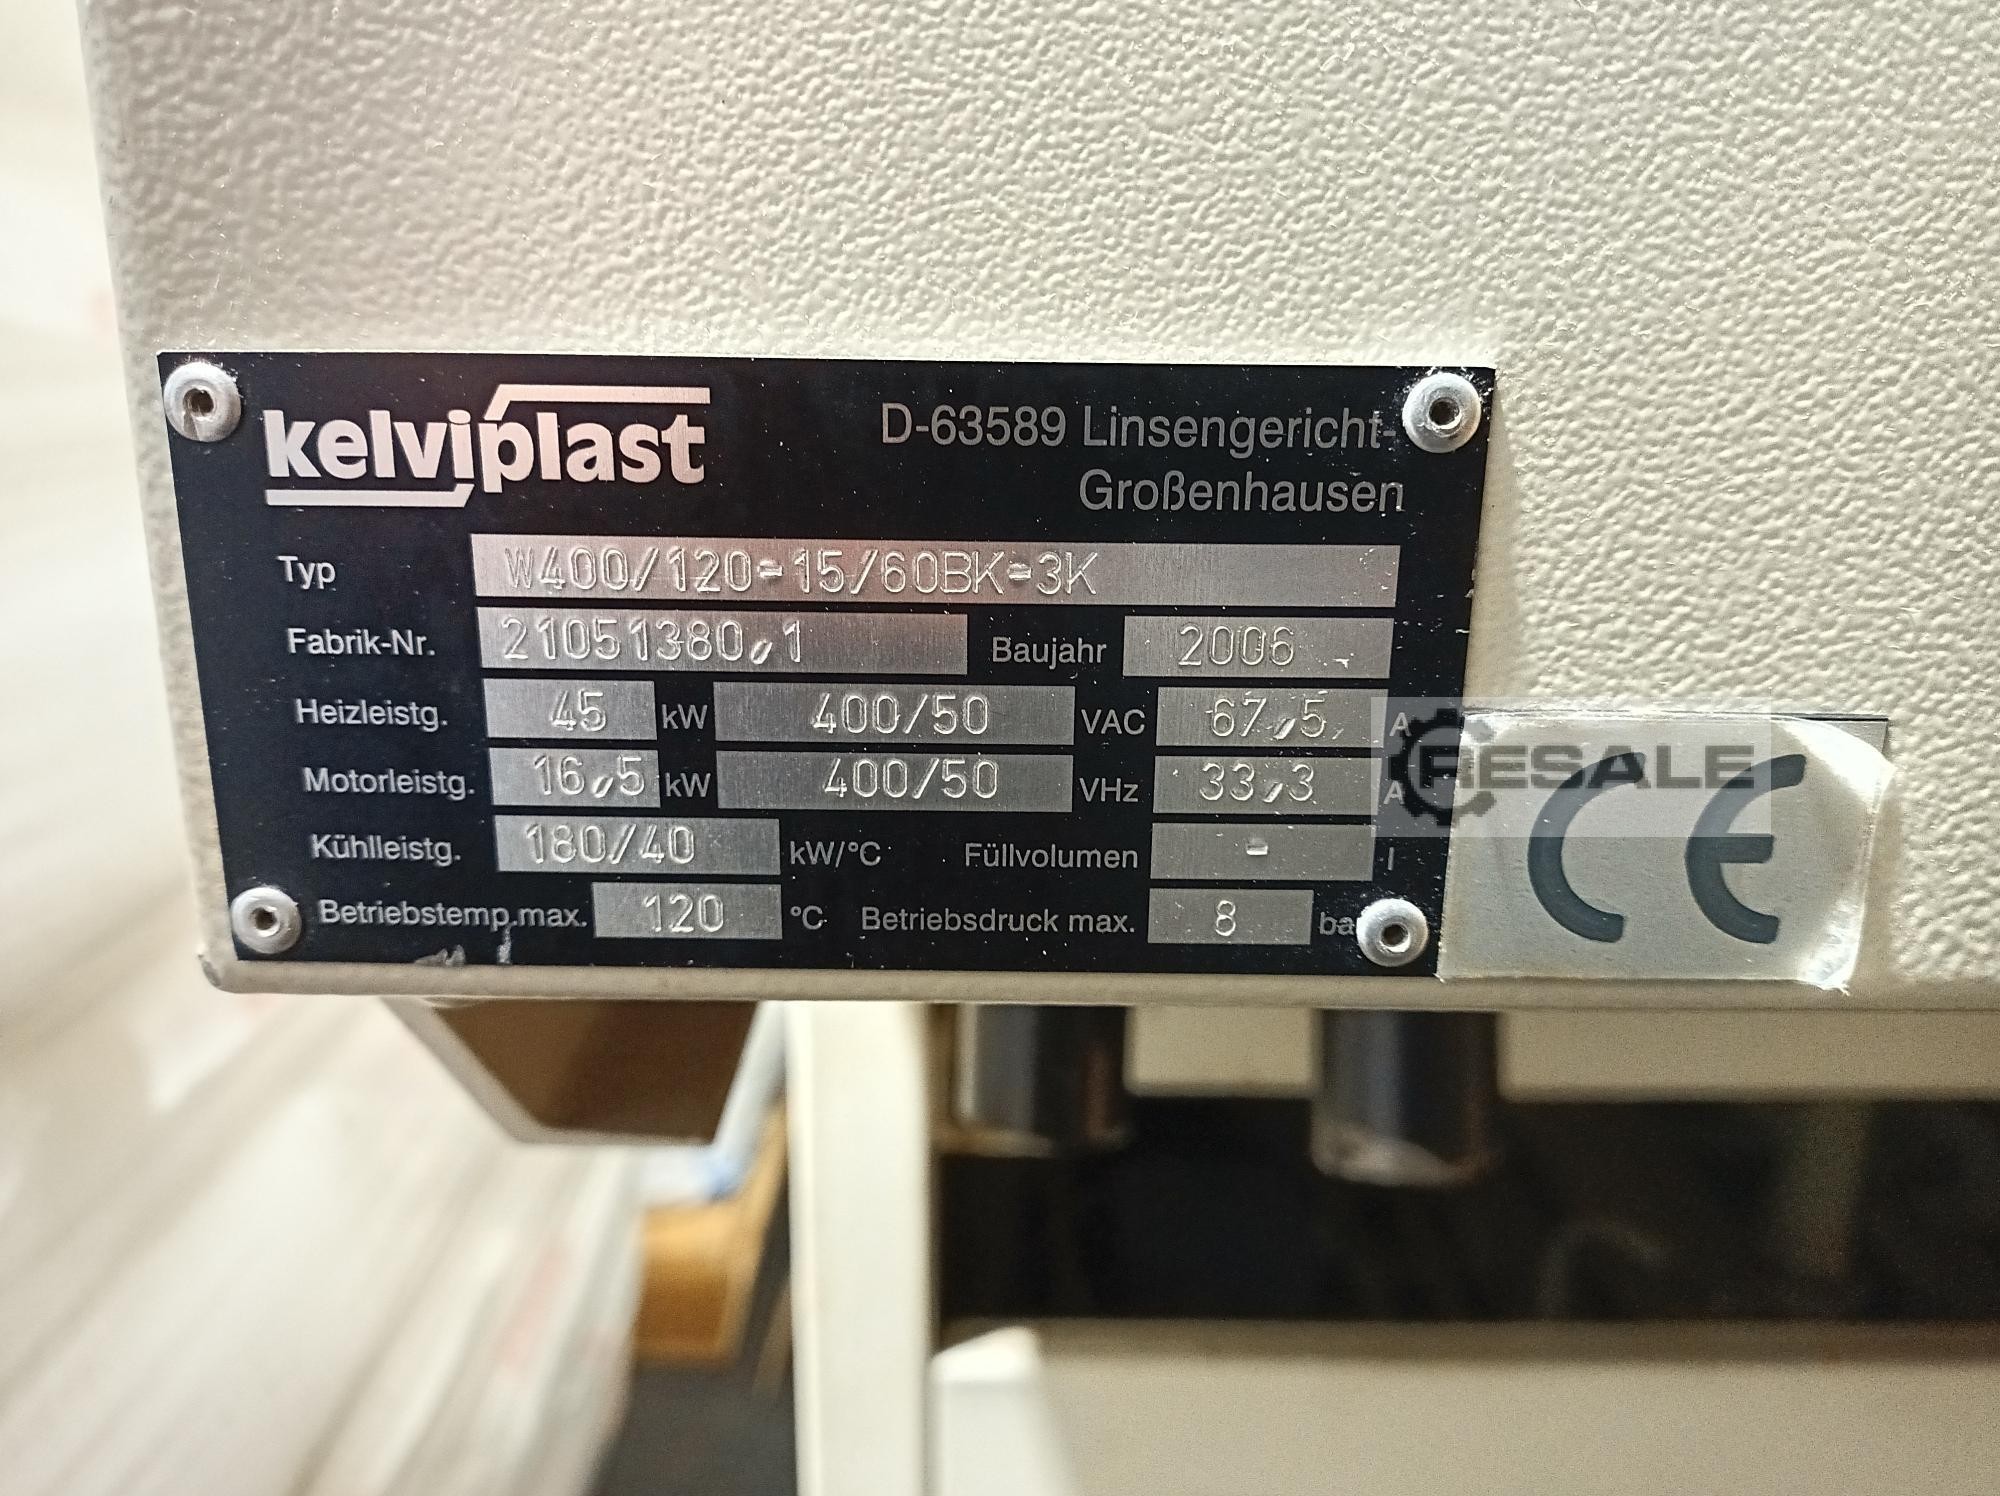 kelviplast
D-63589 Linsengericht-
Großenhausen
Typ W400/120-15/60BK-3K
Fabrik-Nr. 21051380,1 Baujahr 2006
Heizleistg. 45 kW 400/50 VAC 67,5 A
Motorleistg. 16,5 kW 400/50 VHz 33,3 A
RESALE
Kühlleistg. 180/40 kW/°C Füllvolumen - l
CE
Betriebstemp.max. 120 °C Betriebsdruck max. 8 ba